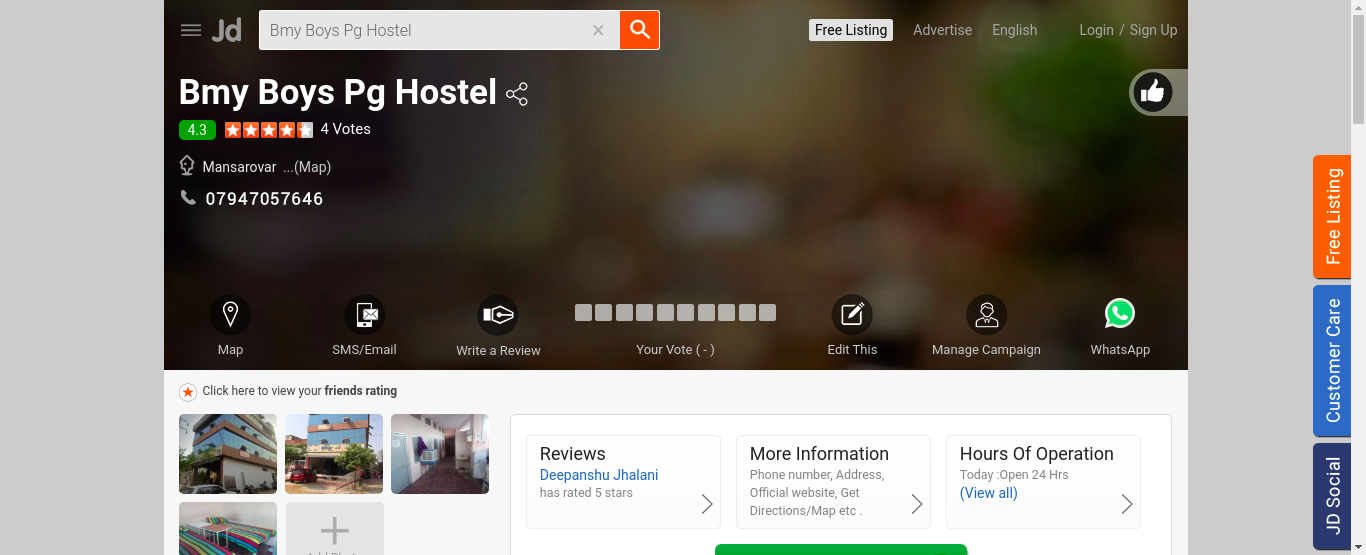 Jd
Bmy Boys Pg Hostel
Free Listing
Advertise
English
Login / Sign Up
Bmy Boys Pg Hostel
4.3
4 Votes
Mansarovar ...(Map)
07947057646
Map
SMS/Email
Write a Review
Your Vote ( - )
Edit This
Manage Campaign
WhatsApp
Free Listing
Customer Care
JD Social
Click here to view your friends rating
Reviews
Deepanshu Jhalani
has rated 5 stars
More Information
Phone number, Address,
Official website, Get
Directions/Map etc .
Hours Of Operation
Today :Open 24 Hrs
(View all)